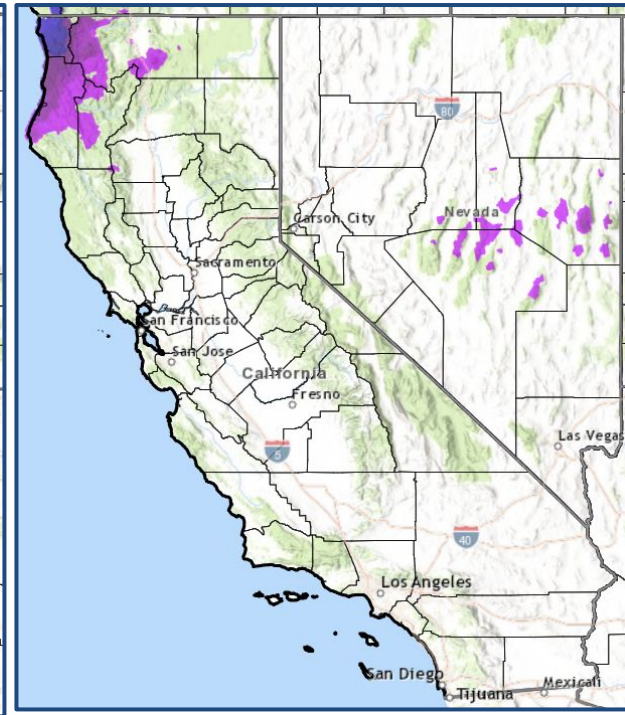 80
Nevada
Carson City
Sacramento
San Francisco
San Jose
California
Fresno
Las Vegas
5
40
Los Angeles
San Diego
Tijuana
Mexicali